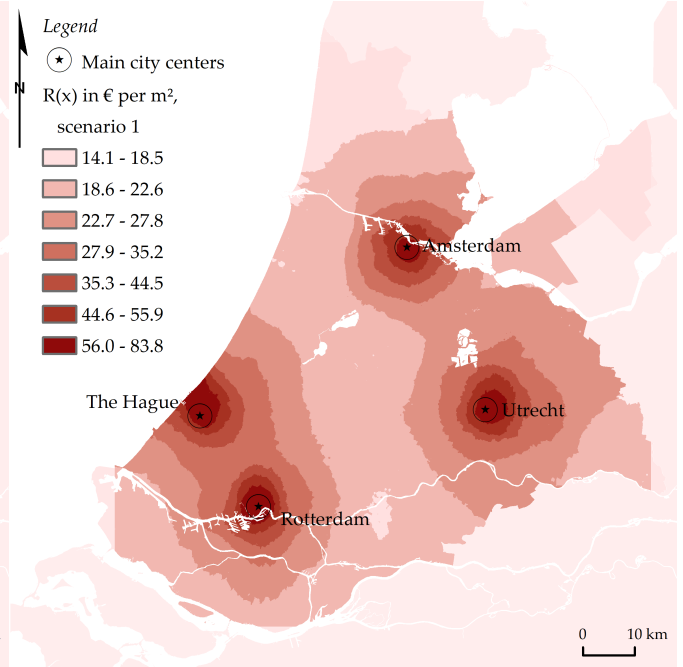 Legend
Main city centers
N
R(x) in € per m²,
scenario 1
14.1 - 18.5
18.6 - 22.6
22.7 - 27.8
27.9 - 35.2
35.3 - 44.5
44.6 - 55.9
56.0 - 83.8
Amsterdam
The Hague
Utrecht
Rotterdam
0 10 km